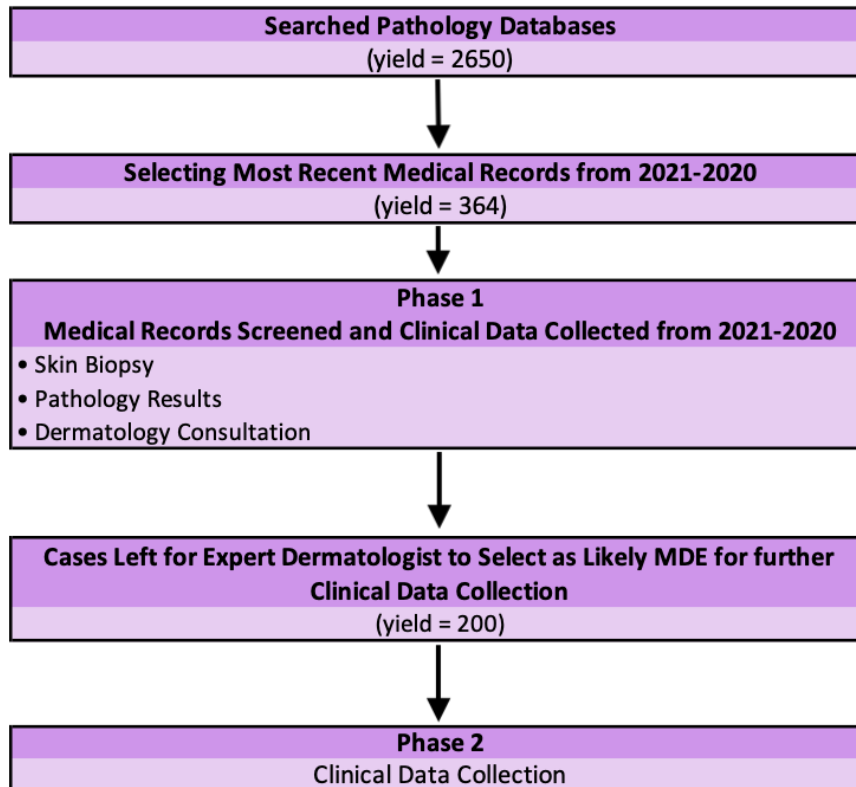 Searched Pathology Databases
(yield = 2650)
Selecting Most Recent Medical Records from 2021-2020
(yield = 364)
Phase 1
Medical Records Screened and Clinical Data Collected from 2021-2020
• Skin Biopsy
• Pathology Results
• Dermatology Consultation
Cases Left for Expert Dermatologist to Select as Likely MDE for further
Clinical Data Collection
(yield = 200)
Phase 2
Clinical Data Collection